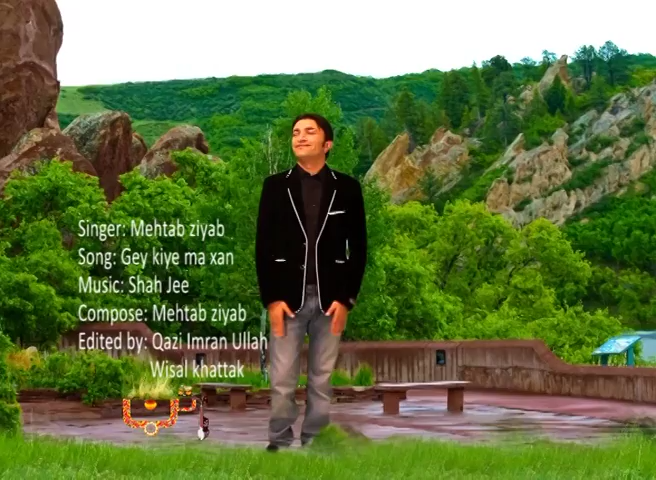 Singer: Mehtab ziyab
Song: Gey kiye ma xan
Music: Shah Jee
Compose: Mehtab ziyab
Edited by: Qazi Imran Ullah
Wisal khattak